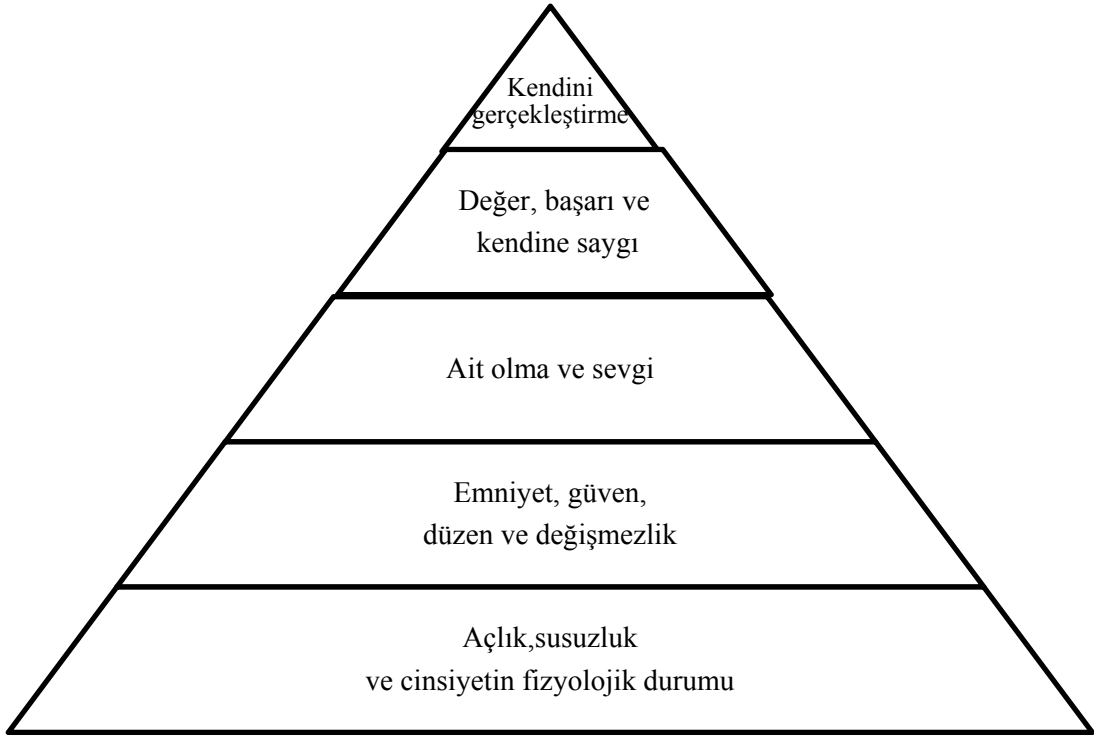 Kendini
gerçekleştirme
Değer, başarı ve
kendine saygı
Ait olma ve sevgi
Emniyet, güven,
düzen ve değişmezlik
Açlık,susuzluk
ve cinsiyetin fizyolojik durumu